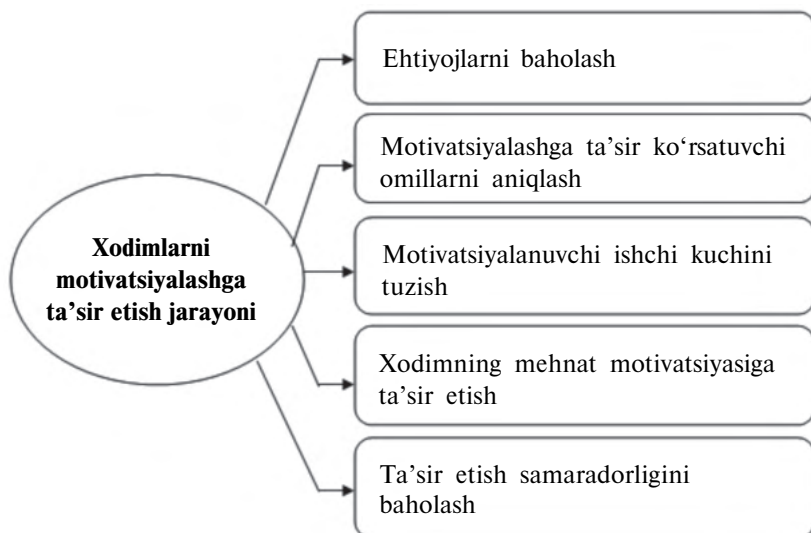 Ehtiyojlarni baholash
Motivatsiyalashga ta’sir ko‘rsatuvchi
omillarni aniqlash
Xodimlarni
motivatsiyalashga
ta’sir etish jarayoni
Motivatsiyalanuvchi ishchi kuchini
tuzish
Xodimning mehnat motivatsiyasiga
ta’sir etish
Ta’sir etish samaradorligini
baholash